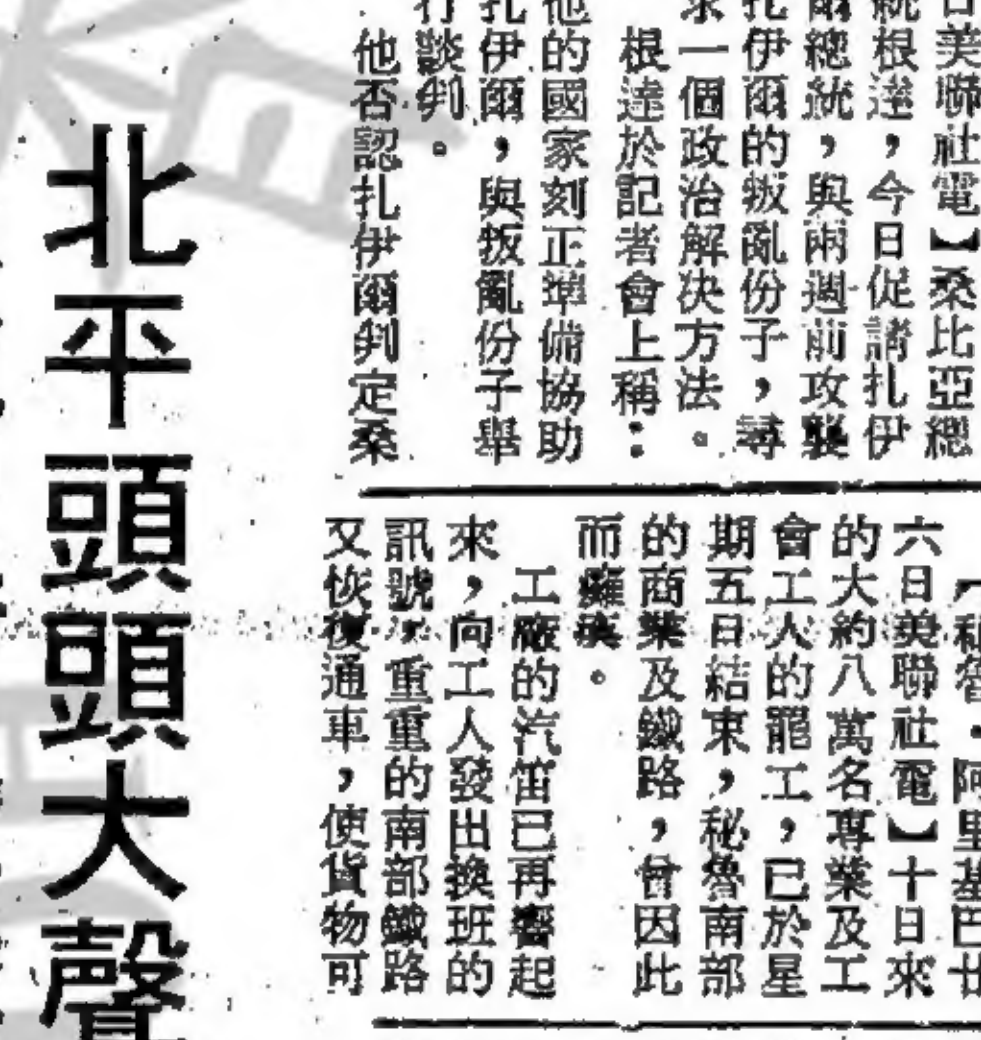 美聯社電】桑比亞總
統根達，今日促請扎伊
爾總統，與兩週前攻襲
扎伊爾的叛亂份子，尋
求一個政治解決方法。
根達於記者會上稱：
他的國家刻正準備協助
扎伊爾，與叛亂份子舉
行談判。
他否認扎伊爾判定桑
【秘智．阿里基巴廿
六日美聯社電】十日來
的大約八萬名專業及工
會工人的罷工，已於星
期五日結束，秘魯南部
的商業及鐵路，曾因此
而癱瘓。
工廠的汽笛已再響起
來，向工人發出換班的
訊號，重重的南部鐵路
又恢復通車，使貨物可
北平頭頭大聲